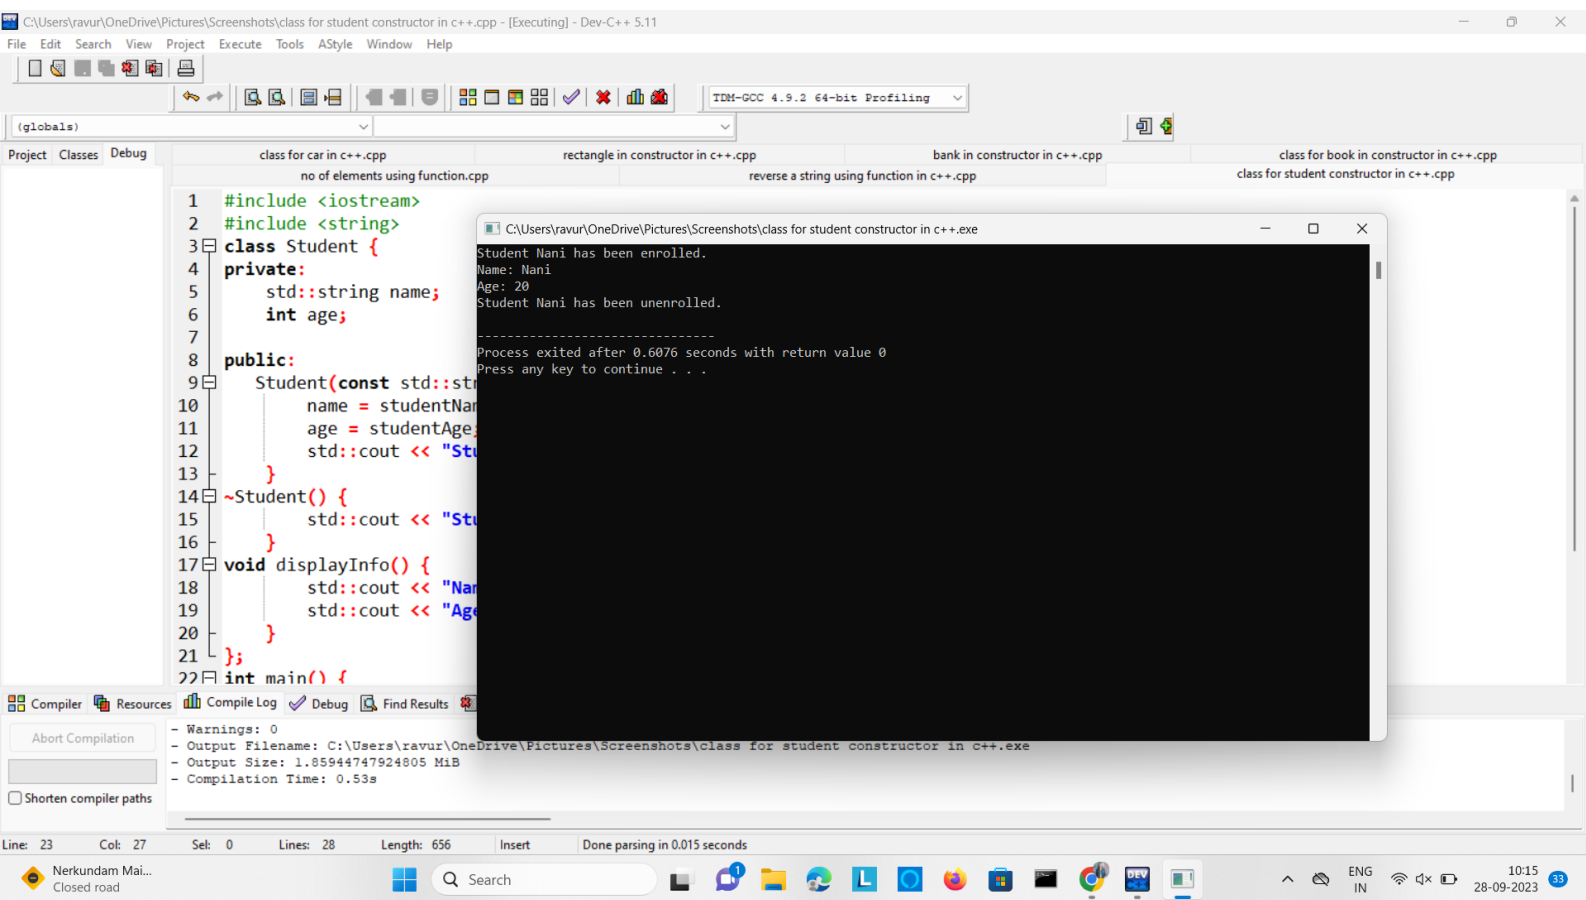 C:\Users\ravur\OneDrive\Pictures\Screenshots\class for student constructor in c++.cpp - [Executing] - Dev-C++ 5.11
File Edit Search View Project Execute Tools AStyle Window Help
TDM-GCC 4.9.2 64-bit Profiling
(globals)
Project Classes Debug
class for car in c++.cpp rectangle in constructor in c++.cpp bank in constructor in c++.cpp class for book in constructor in c++.cpp
no of elements using function.cpp reverse a string using function in c++.cpp class for student constructor in c++.cpp
1 #include <iostream>
2 #include <string>
3 class Student {
4 private:
5 std::string name;
6 int age;
7
8 public:
9 Student(const std::str
10 name = studentNam
11 age = studentAge;
12 std::cout << "Stu
13 }
14 ~Student() {
15 std::cout << "Stu
16 }
17 void displayInfo() {
18 std::cout << "Nam
19 std::cout << "Age
20 }
21 };
22 int main() {
C:\Users\ravur\OneDrive\Pictures\Screenshots\class for student constructor in c++.exe
Student Nani has been enrolled.
Name: Nani
Age: 20
Student Nani has been unenrolled.
--------------------------------
Process exited after 0.6076 seconds with return value 0
Press any key to continue . . .
Compiler Resources Compile Log Debug Find Results
Abort Compilation
Shorten compiler paths
- Warnings: 0
- Output Filename: C:\Users\ravur\OneDrive\Pictures\Screenshots\class for student constructor in c++.exe
- Output Size: 1.85944747924805 MiB
- Compilation Time: 0.53s
Line: 23 Col: 27 Sel: 0 Lines: 28 Length: 656 Insert Done parsing in 0.015 seconds
Nerkundam Mai...
Closed road
Search
1
L
DEV
ENG
IN
10:15
28-09-2023
33